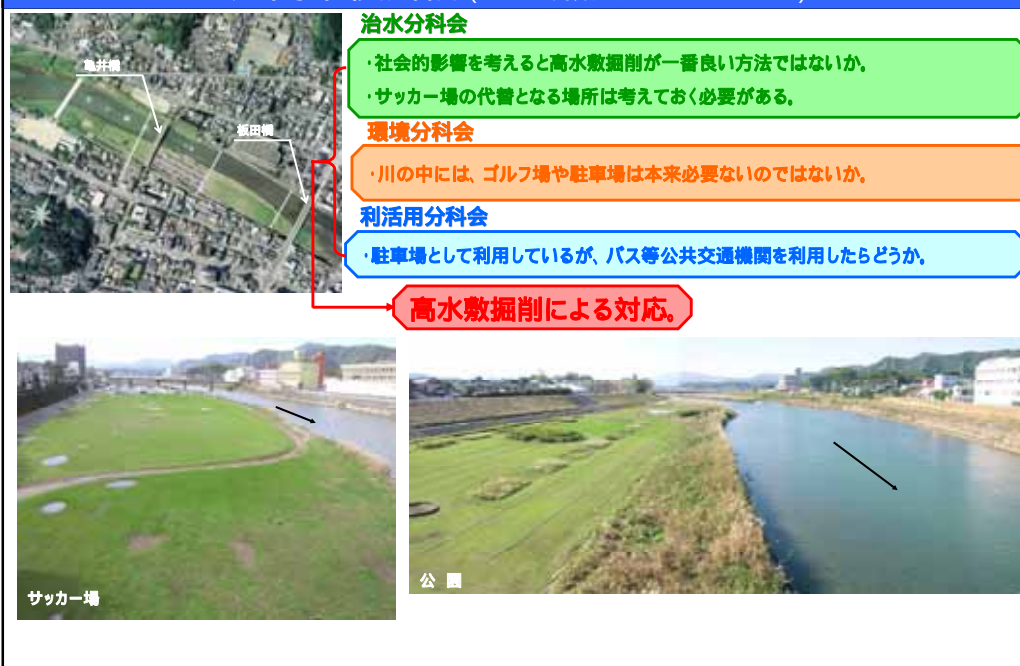 治水分科会
・社会的影響を考えると高水敷掘削が一番良い方法ではないか。
・サッカー場の代替となる場所は考えておく必要がある。
環境分科会
・川の中には、ゴルフ場や駐車場は本来必要ないのではないか。
利活用分科会
・駐車場として利用しているが、バス等公共交通機関を利用したらどうか。
高水敷掘削による対応。
亀井橋
板田橋
サッカー場
公 園